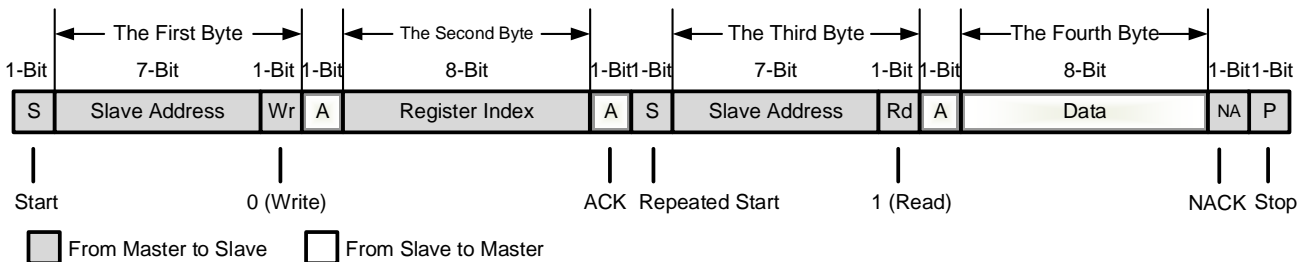 The First Byte The Second Byte The Third Byte The Fourth Byte
1-Bit 7-Bit 1-Bit 1-Bit 8-Bit 1-Bit 1-Bit 7-Bit 1-Bit 1-Bit 8-Bit 1-Bit 1-Bit
S Slave Address Wr A Register Index A S Slave Address Rd A Data NA P
Start 0 (Write) ACK Repeated Start 1 (Read) NACK Stop
From Master to Slave From Slave to Master